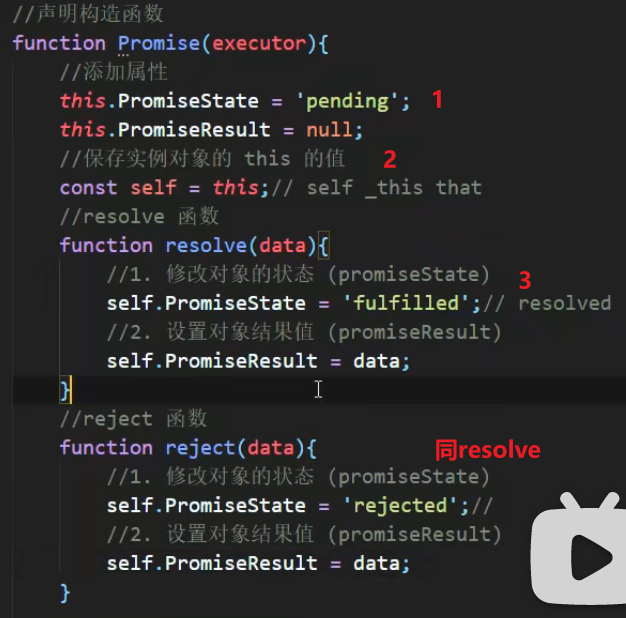 //声明构造函数
function Promise(executor){
//添加属性
this.PromiseState = 'pending'; 1
this.PromiseResult = null;
//保存实例对象的 this 的值 2
const self = this;// self _this that
//resolve 函数
function resolve(data){
//1. 修改对象的状态 (promiseState) 3
self.PromiseState = 'fulfilled';// resolved
//2. 设置对象结果值 (promiseResult)
self.PromiseResult = data;
}
//reject 函数
function reject(data){ 同resolve
//1. 修改对象的状态 (promiseState)
self.PromiseState = 'rejected';//
//2. 设置对象结果值 (promiseResult)
self.PromiseResult = data;
}